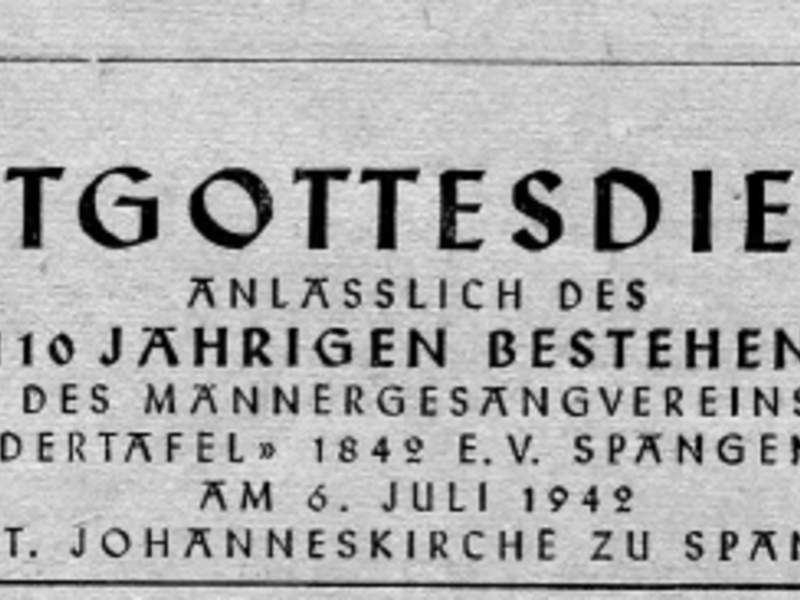 TGOTTESDIE
ANLÄSSLICH DES
110 JÄHRIGEN BESTEHEN
DES MÄNNERGESANGVEREINS
DERTAFEL» 1842 E.V. SPANGEN
AM 6. JULI 1942
T. JOHANNESKIRCHE ZU SPAN